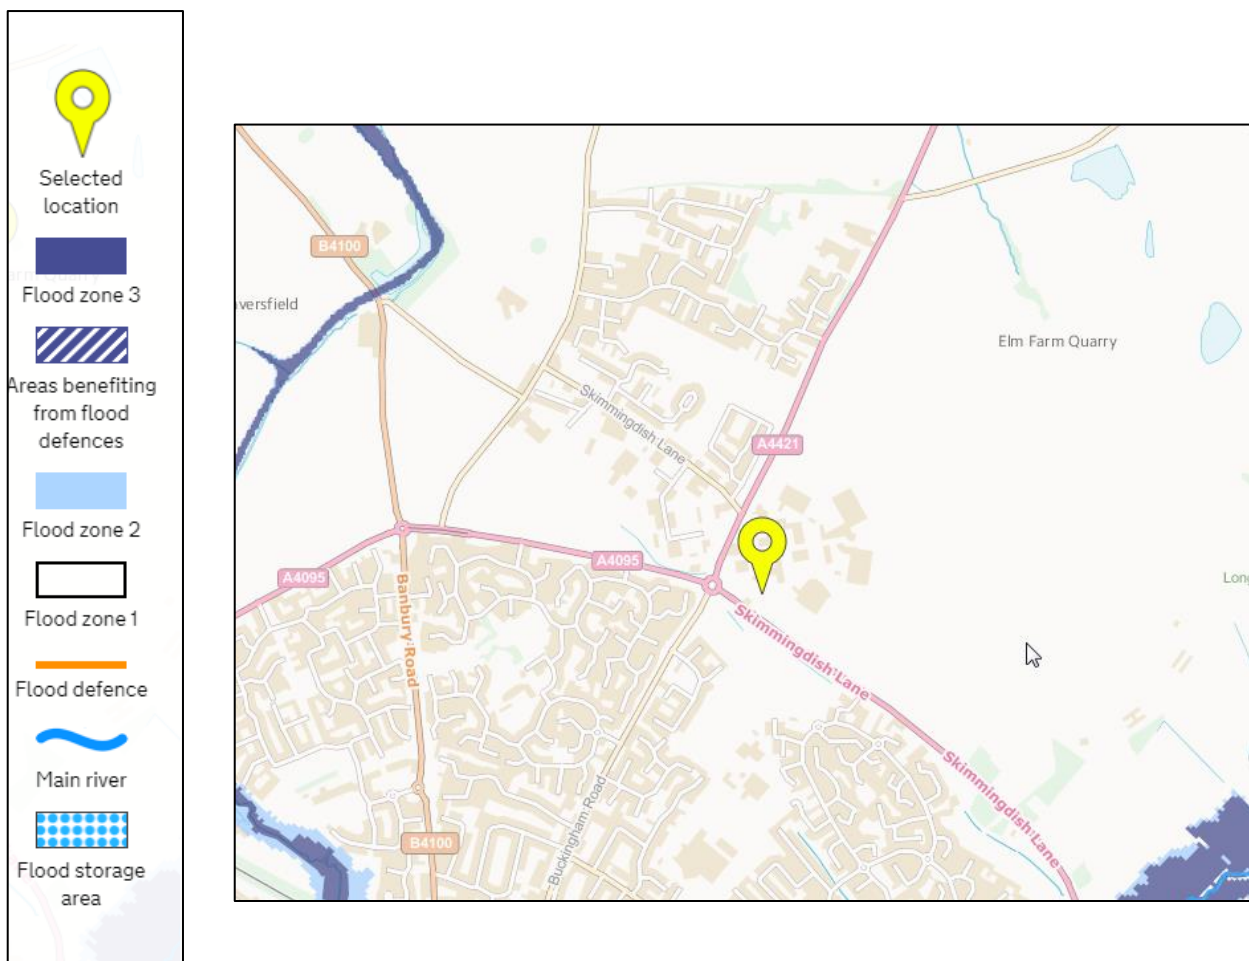 Selected
location
Flood zone 3
Areas benefiting
from flood
defences
Flood zone 2
Flood zone 1
Flood defence
Main river
Flood storage
area
B4100
versfield
Elm Farm Quarry
Skimmingdish Lane
A4421
A4095
A4095
Banbury Road
Skimmingdish Lane
Long
Skimmingdish Lane
Buckingham Road
B4100